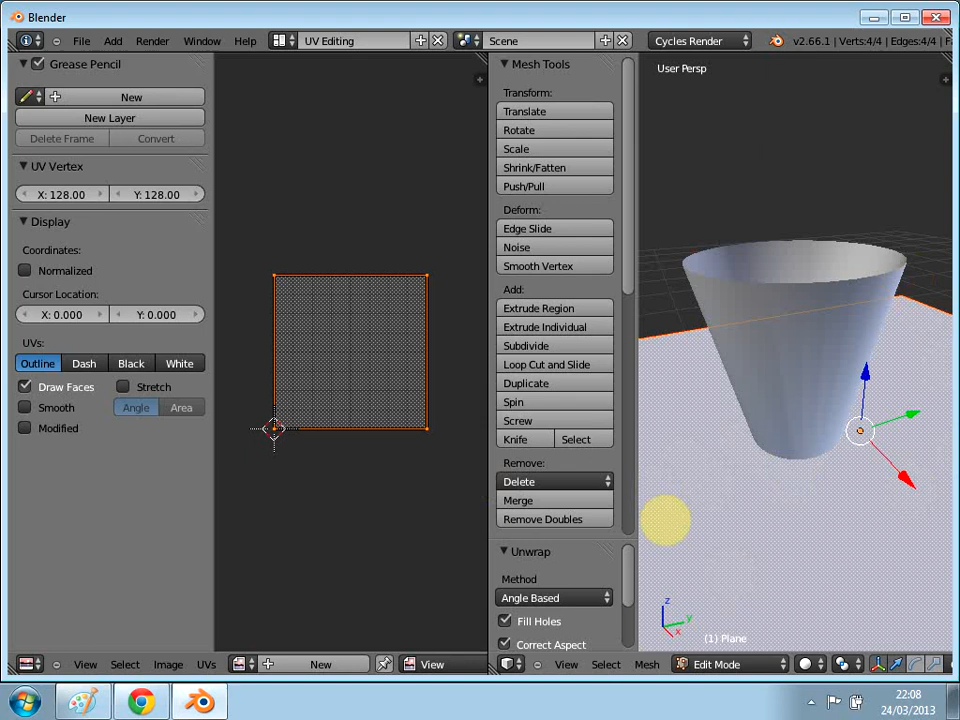 Blender
File Add Render Window Help UV Editing Scene Cycles Render v2.66.1 | Verts:4/4 | Edges:4/4 | Fa
Grease Pencil
New
New Layer
Delete Frame Convert
UV Vertex
X: 128.00 Y: 128.00
Display
Coordinates:
Normalized
Cursor Location:
X: 0.000 Y: 0.000
UVs:
Outline Dash Black White
Draw Faces Stretch
Smooth Angle Area
Modified
View Select Image UVs New View
Mesh Tools
Transform:
Translate
Rotate
Scale
Shrink/Fatten
Push/Pull
Deform:
Edge Slide
Noise
Smooth Vertex
Add:
Extrude Region
Extrude Individual
Subdivide
Loop Cut and Slide
Duplicate
Spin
Screw
Knife Select
Remove:
Delete
Merge
Remove Doubles
Unwrap
Method
Angle Based
Fill Holes
Correct Aspect
User Persp
z
y
x
(1) Plane
View Select Mesh Edit Mode
22:08
24/03/2013